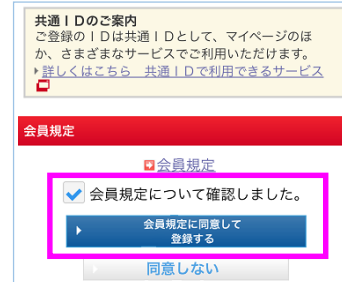 共通ＩＤのご案内
ご登録のＩＤは共通ＩＤとして、マイページのほ
か、さまざまなサービスでご利用いただけます。
詳しくはこちら　共通ＩＤで利用できるサービス
会員規定
会員規定
会員規定について確認しました。
会員規定に同意して
登録する
同意しない